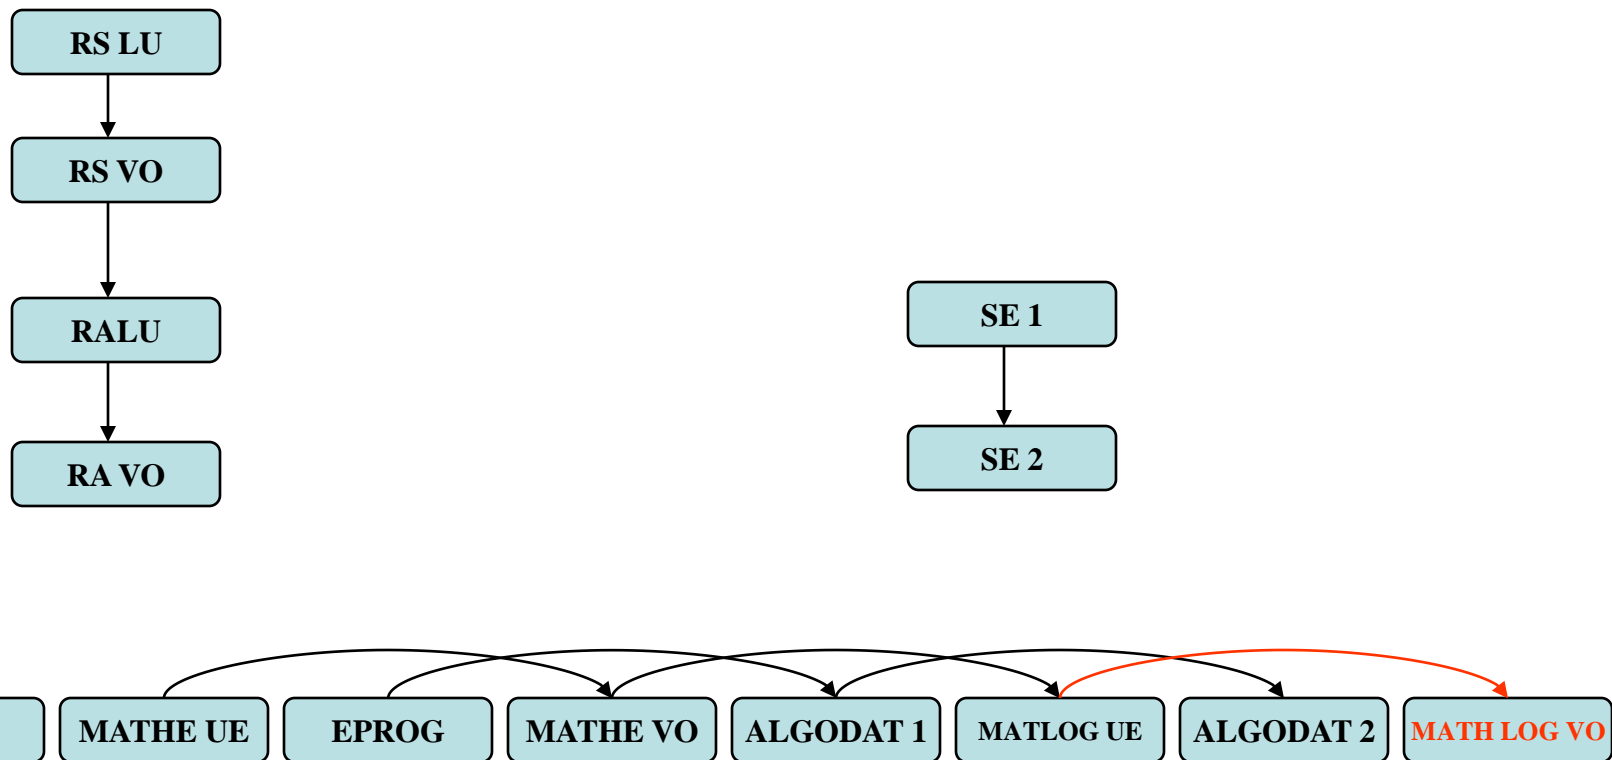 RS LU
RS VO
RALU
RA VO
SE 1
SE 2
MATHE UE
EPROG
MATHE VO
ALGODAT 1
MATLOG UE
ALGODAT 2
MATH LOG VO